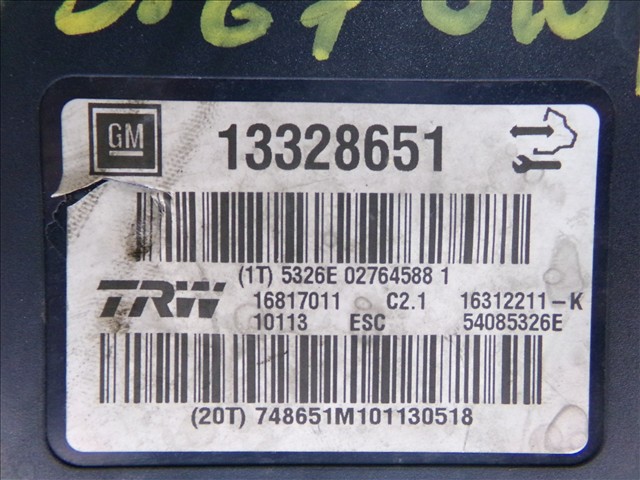 GM 13328651
(1T) 5326E 02764588 1
TRW 16817011 C2.1 16312211-K
10113 ESC 54085326E
(20T) 748651M101130518